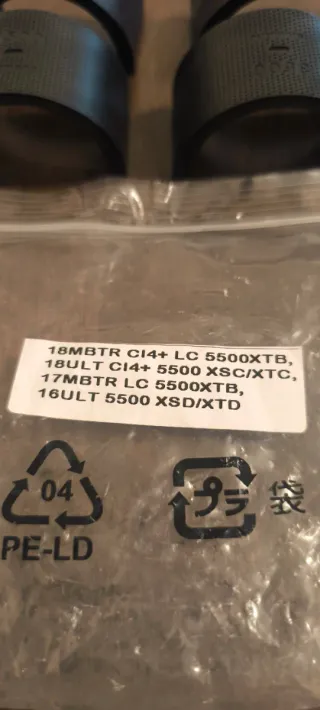 18MBTR CI4+ LC 5500XTB,
18ULT CI4+ 5500 XSC/XTC,
17MBTR LC 5500XTB,
16ULT 5500 XSD/XTD
04
PE-LD
プラ 袋